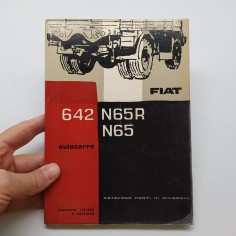 FIAT
642 N65R
N65
autocarro
CATALOGO PARTI DI RICAMBIO